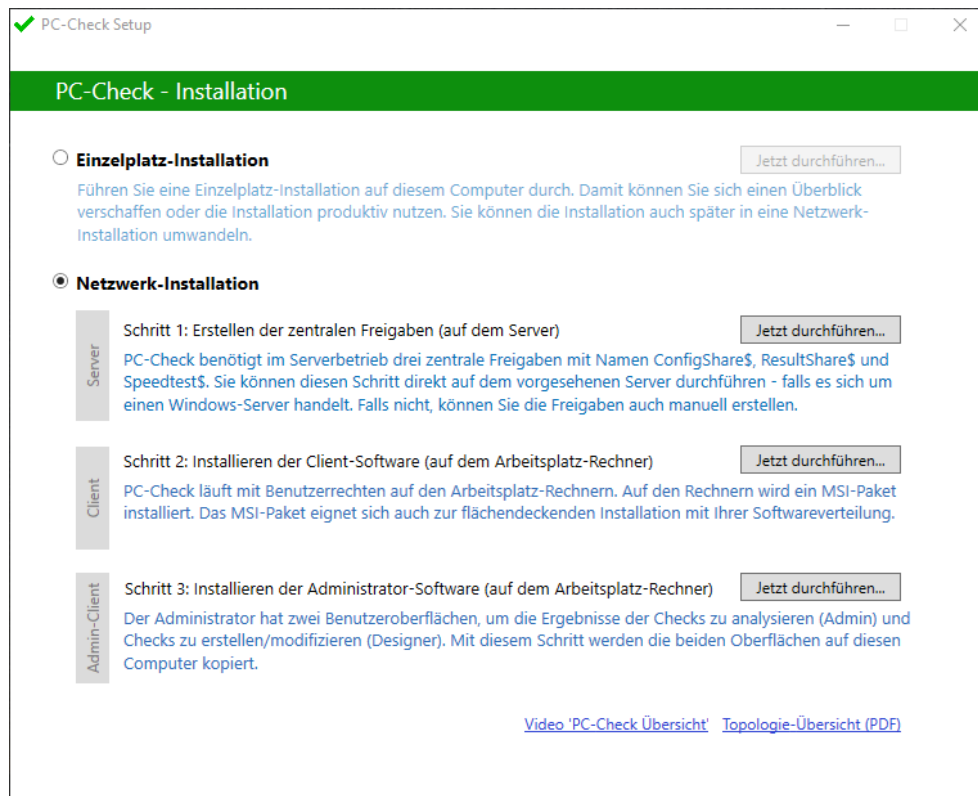 PC-Check Setup
PC-Check - Installation
Einzelplatz-Installation
Jetzt durchführen...
Führen Sie eine Einzelplatz-Installation auf diesem Computer durch. Damit können Sie sich einen Überblick
verschaffen oder die Installation produktiv nutzen. Sie können die Installation auch später in eine Netzwerk-
Installation umwandeln.
Netzwerk-Installation
Server
Schritt 1: Erstellen der zentralen Freigaben (auf dem Server)
Jetzt durchführen...
PC-Check benötigt im Serverbetrieb drei zentrale Freigaben mit Namen ConfigShare$, ResultShare$ und
Speedtest$. Sie können diesen Schritt direkt auf dem vorgesehenen Server durchführen - falls es sich um
einen Windows-Server handelt. Falls nicht, können Sie die Freigaben auch manuell erstellen.
Client
Schritt 2: Installieren der Client-Software (auf dem Arbeitsplatz-Rechner)
Jetzt durchführen...
PC-Check läuft mit Benutzerrechten auf den Arbeitsplatz-Rechnern. Auf den Rechnern wird ein MSI-Paket
installiert. Das MSI-Paket eignet sich auch zur flächendeckenden Installation mit Ihrer Softwareverteilung.
Admin-Client
Schritt 3: Installieren der Administrator-Software (auf dem Arbeitsplatz-Rechner)
Jetzt durchführen...
Der Administrator hat zwei Benutzeroberflächen, um die Ergebnisse der Checks zu analysieren (Admin) und
Checks zu erstellen/modifizieren (Designer). Mit diesem Schritt werden die beiden Oberflächen auf diesen
Computer kopiert.
Video 'PC-Check Übersicht'
Topologie-Übersicht (PDF)